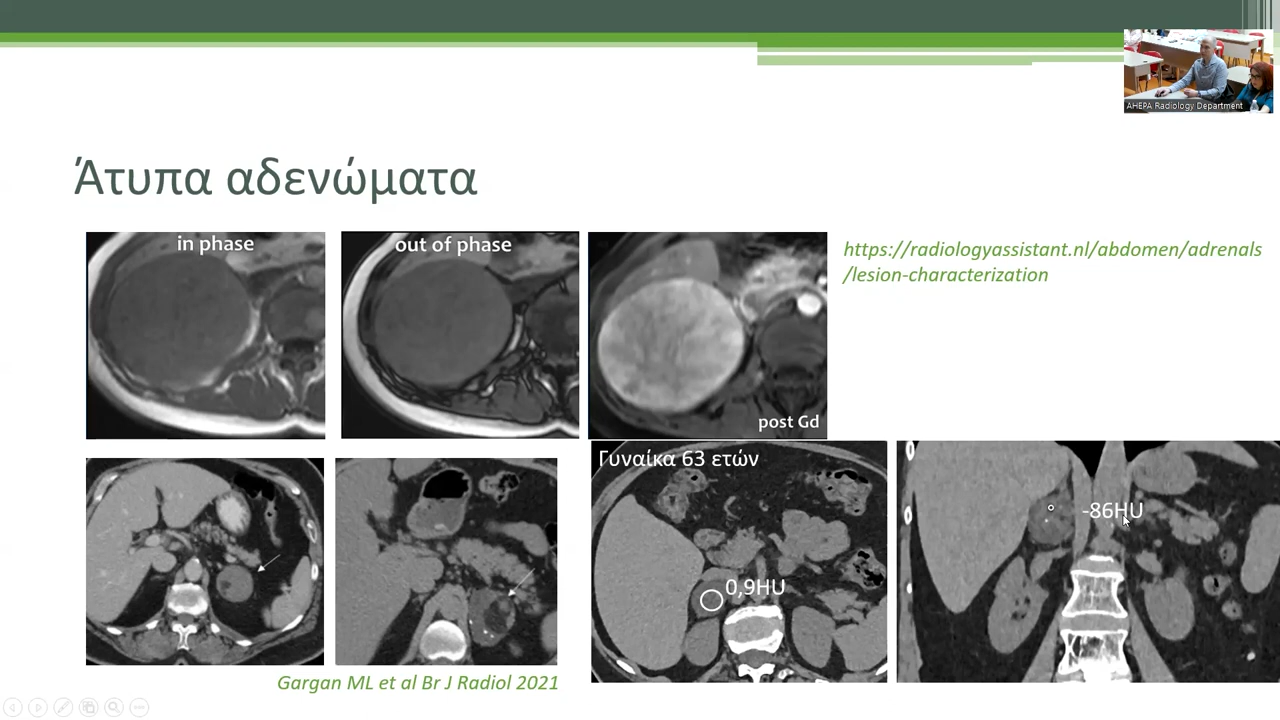 AHEPA Radiology Department
Άτυπα αδενώματα
in phase
out of phase
post Gd
https://radiologyassistant.nl/abdomen/adrenals
/lesion-characterization
Γυναίκα 63 ετών
0,9HU
-86HU
Gargan ML et al Br J Radiol 2021